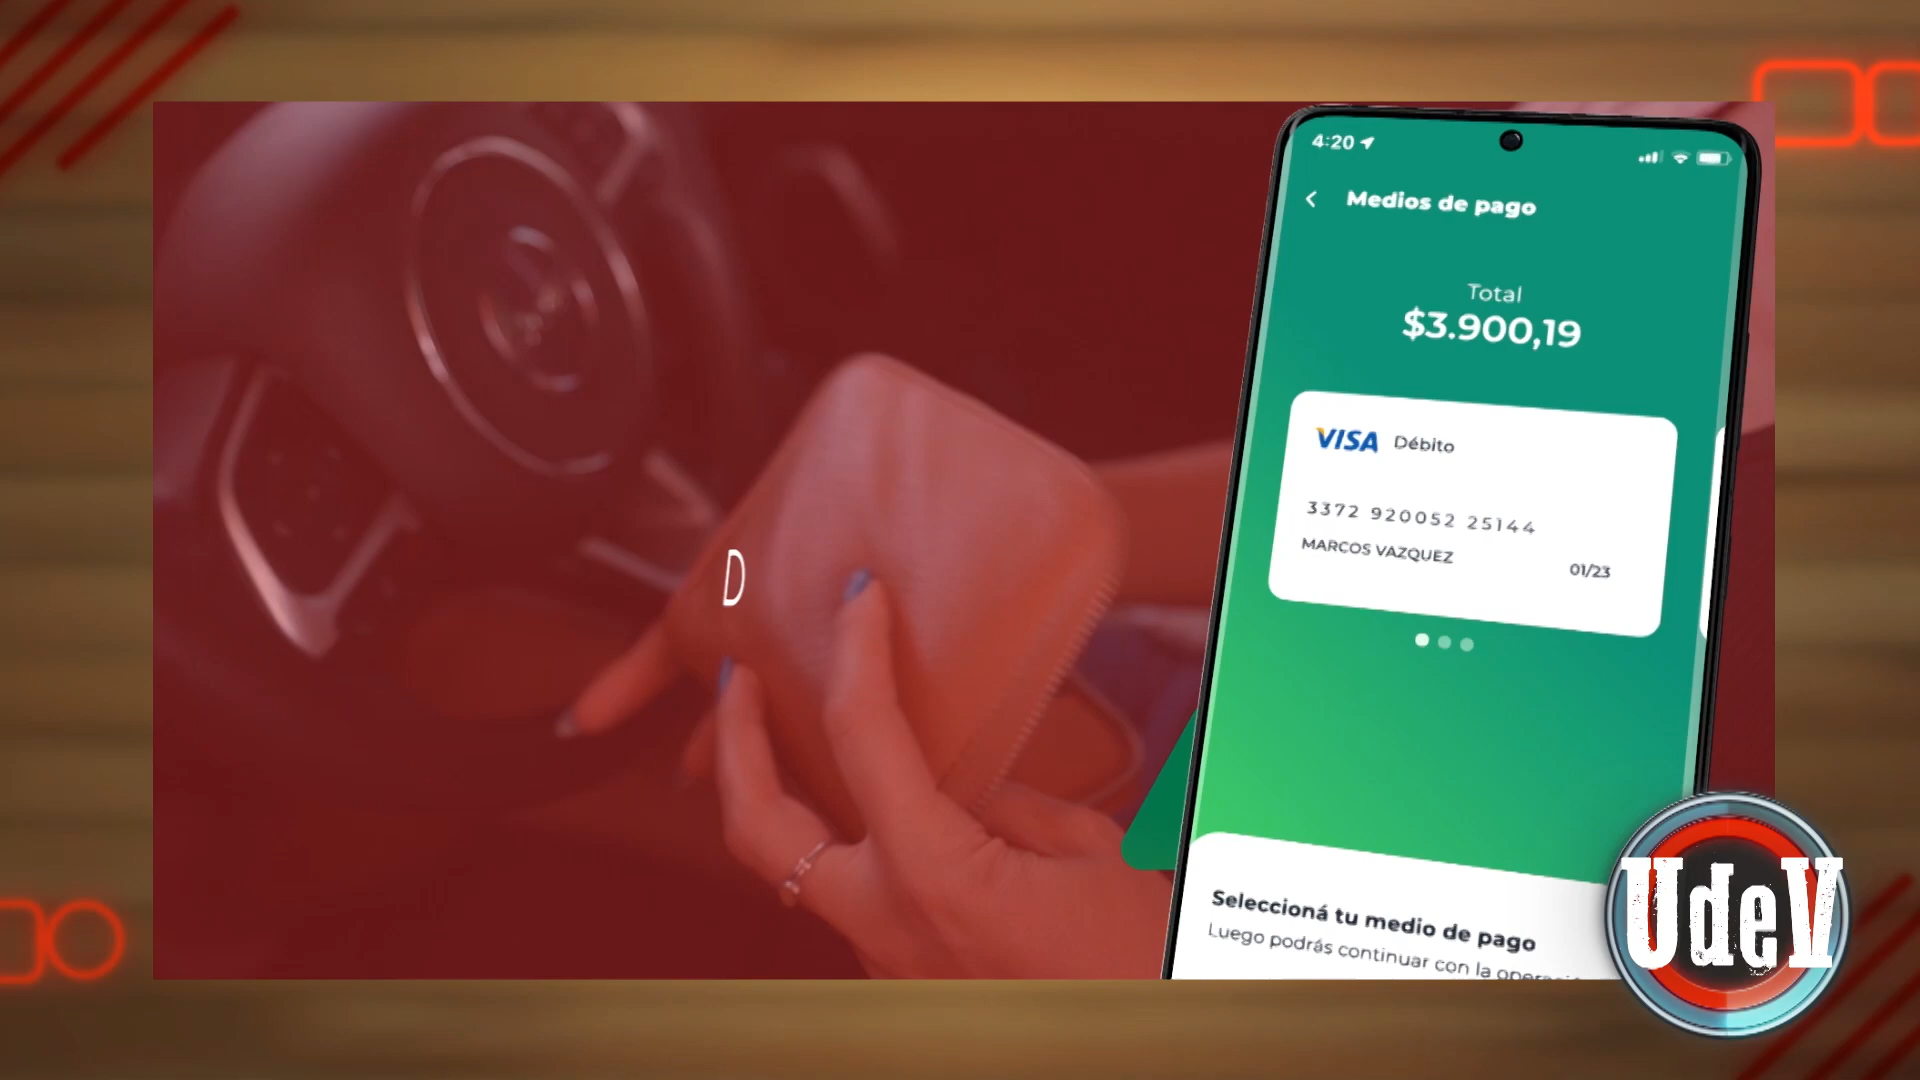 4:20
Medios de pago
Total
$3.900,19
VISA Débito
3372 920052 25144
MARCOS VAZQUEZ
01/23
D
Seleccioná tu medio de pago
Luego podrás continuar con la
UdeV